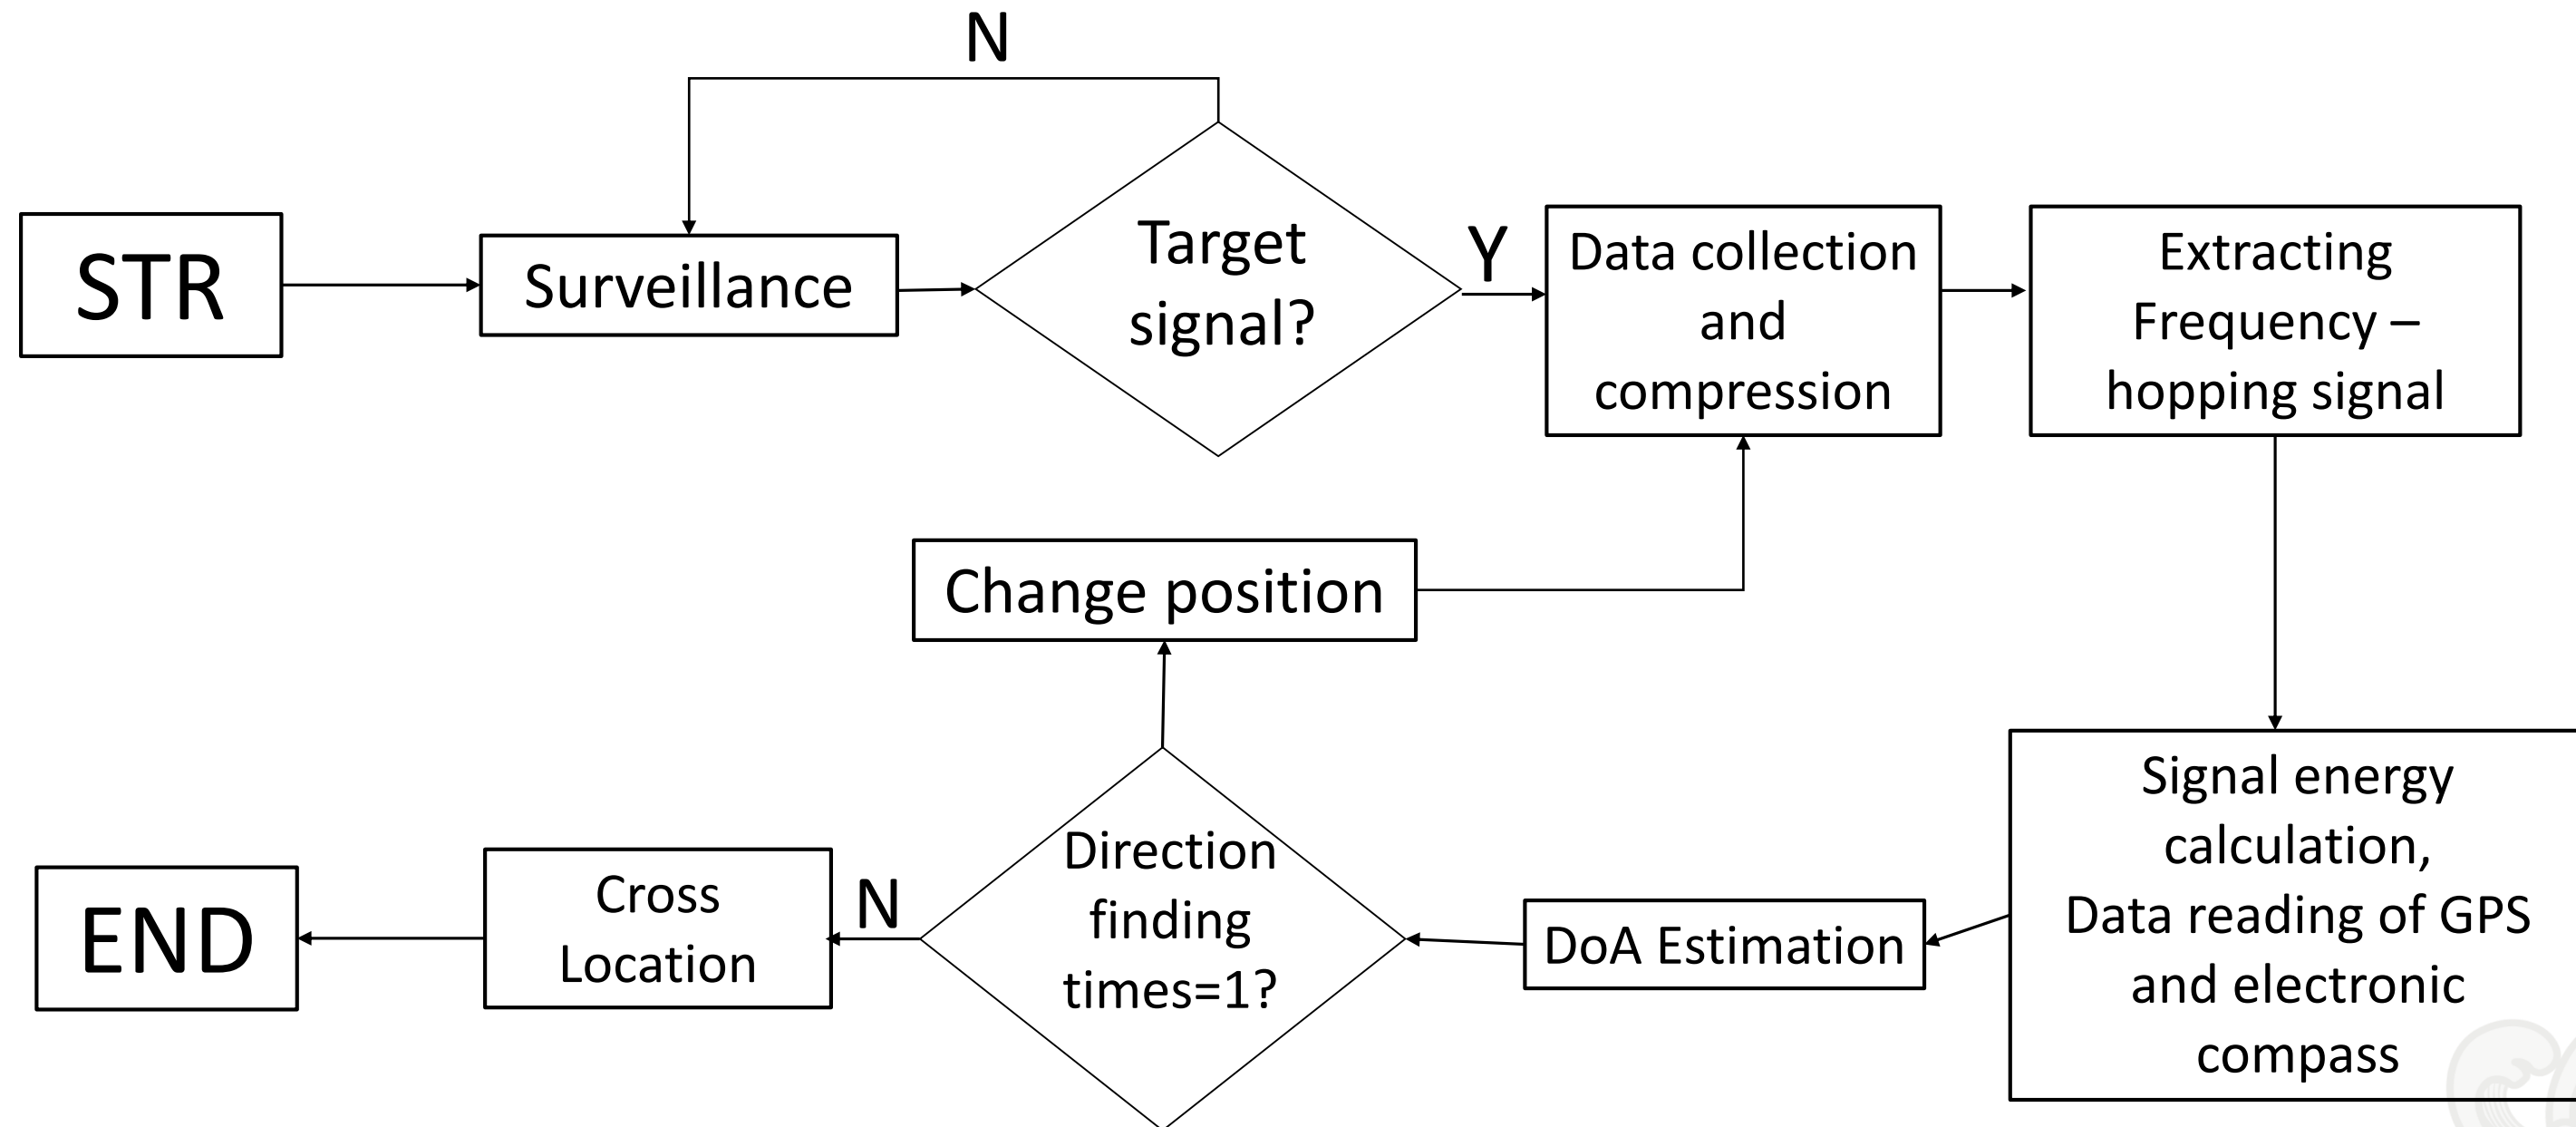 N
STR
Surveillance
Target
signal?
Y
Data collection
and
compression
Extracting
Frequency –
hopping signal
Change position
Signal energy
calculation,
Data reading of GPS
and electronic
compass
DoA Estimation
Direction
finding
times=1?
N
Cross
Location
END